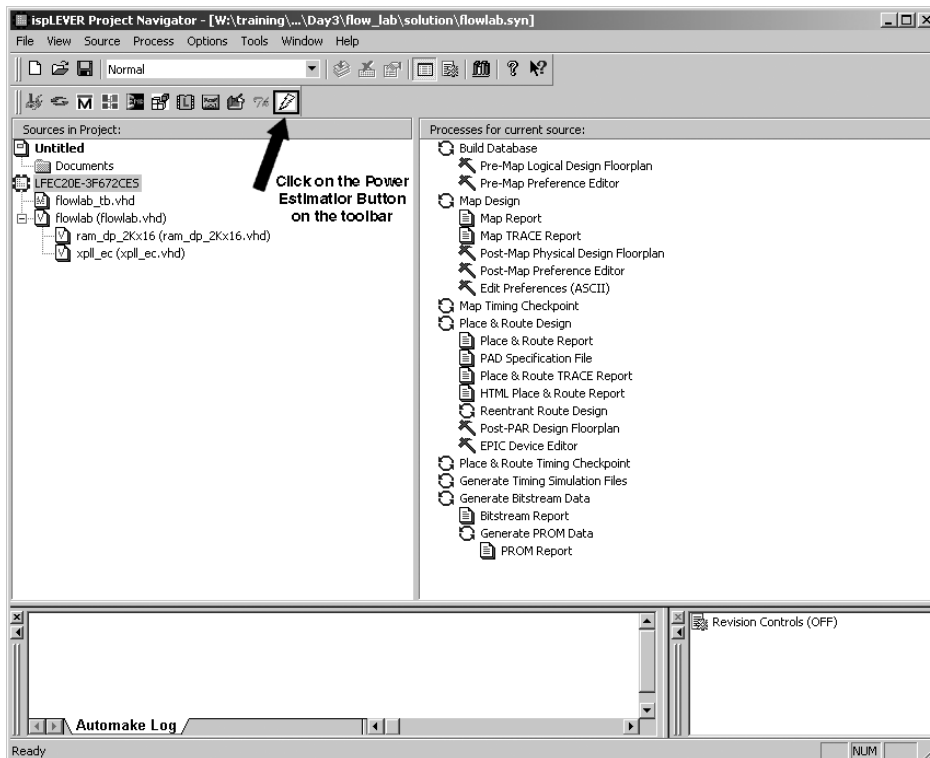 ispLEVER Project Navigator - [W:\training\...\Day3\flow_lab\solution\flowlab.syn]
File View Source Process Options Tools Window Help
Normal
Sources in Project:
Untitled
Documents
LFEC20E-3F672CES
flowlab_tb.vhd
flowlab (flowlab.vhd)
ram_dp_2Kx16 (ram_dp_2Kx16.vhd)
xpll_ec (xpll_ec.vhd)
Click on the Power
Estimatior Button
on the toolbar
Processes for current source:
Build Database
Pre-Map Logical Design Floorplan
Pre-Map Preference Editor
Map Design
Map Report
Map TRACE Report
Post-Map Physical Design Floorplan
Post-Map Preference Editor
Edit Preferences (ASCII)
Map Timing Checkpoint
Place & Route Design
Place & Route Report
PAD Specification File
Place & Route TRACE Report
HTML Place & Route Report
Reentrant Route Design
Post-PAR Design Floorplan
EPIC Device Editor
Place & Route Timing Checkpoint
Generate Timing Simulation Files
Generate Bitstream Data
Bitstream Report
Generate PROM Data
PROM Report
Automake Log
Revision Controls (OFF)
Ready
NUM